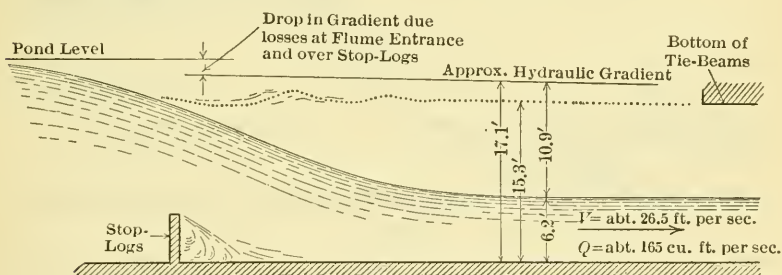 Drop in Gradient due
losses at Flume Entrance
and over Stop-Logs
Pond Level
Bottom of
Tie-Beams
Approx. Hydraulic Gradient
17.1′
15.3′
10.9′
6.2′
Stop-
Logs
V= abt. 26.5 ft. per sec.
Q= abt. 165 cu. ft. per sec.